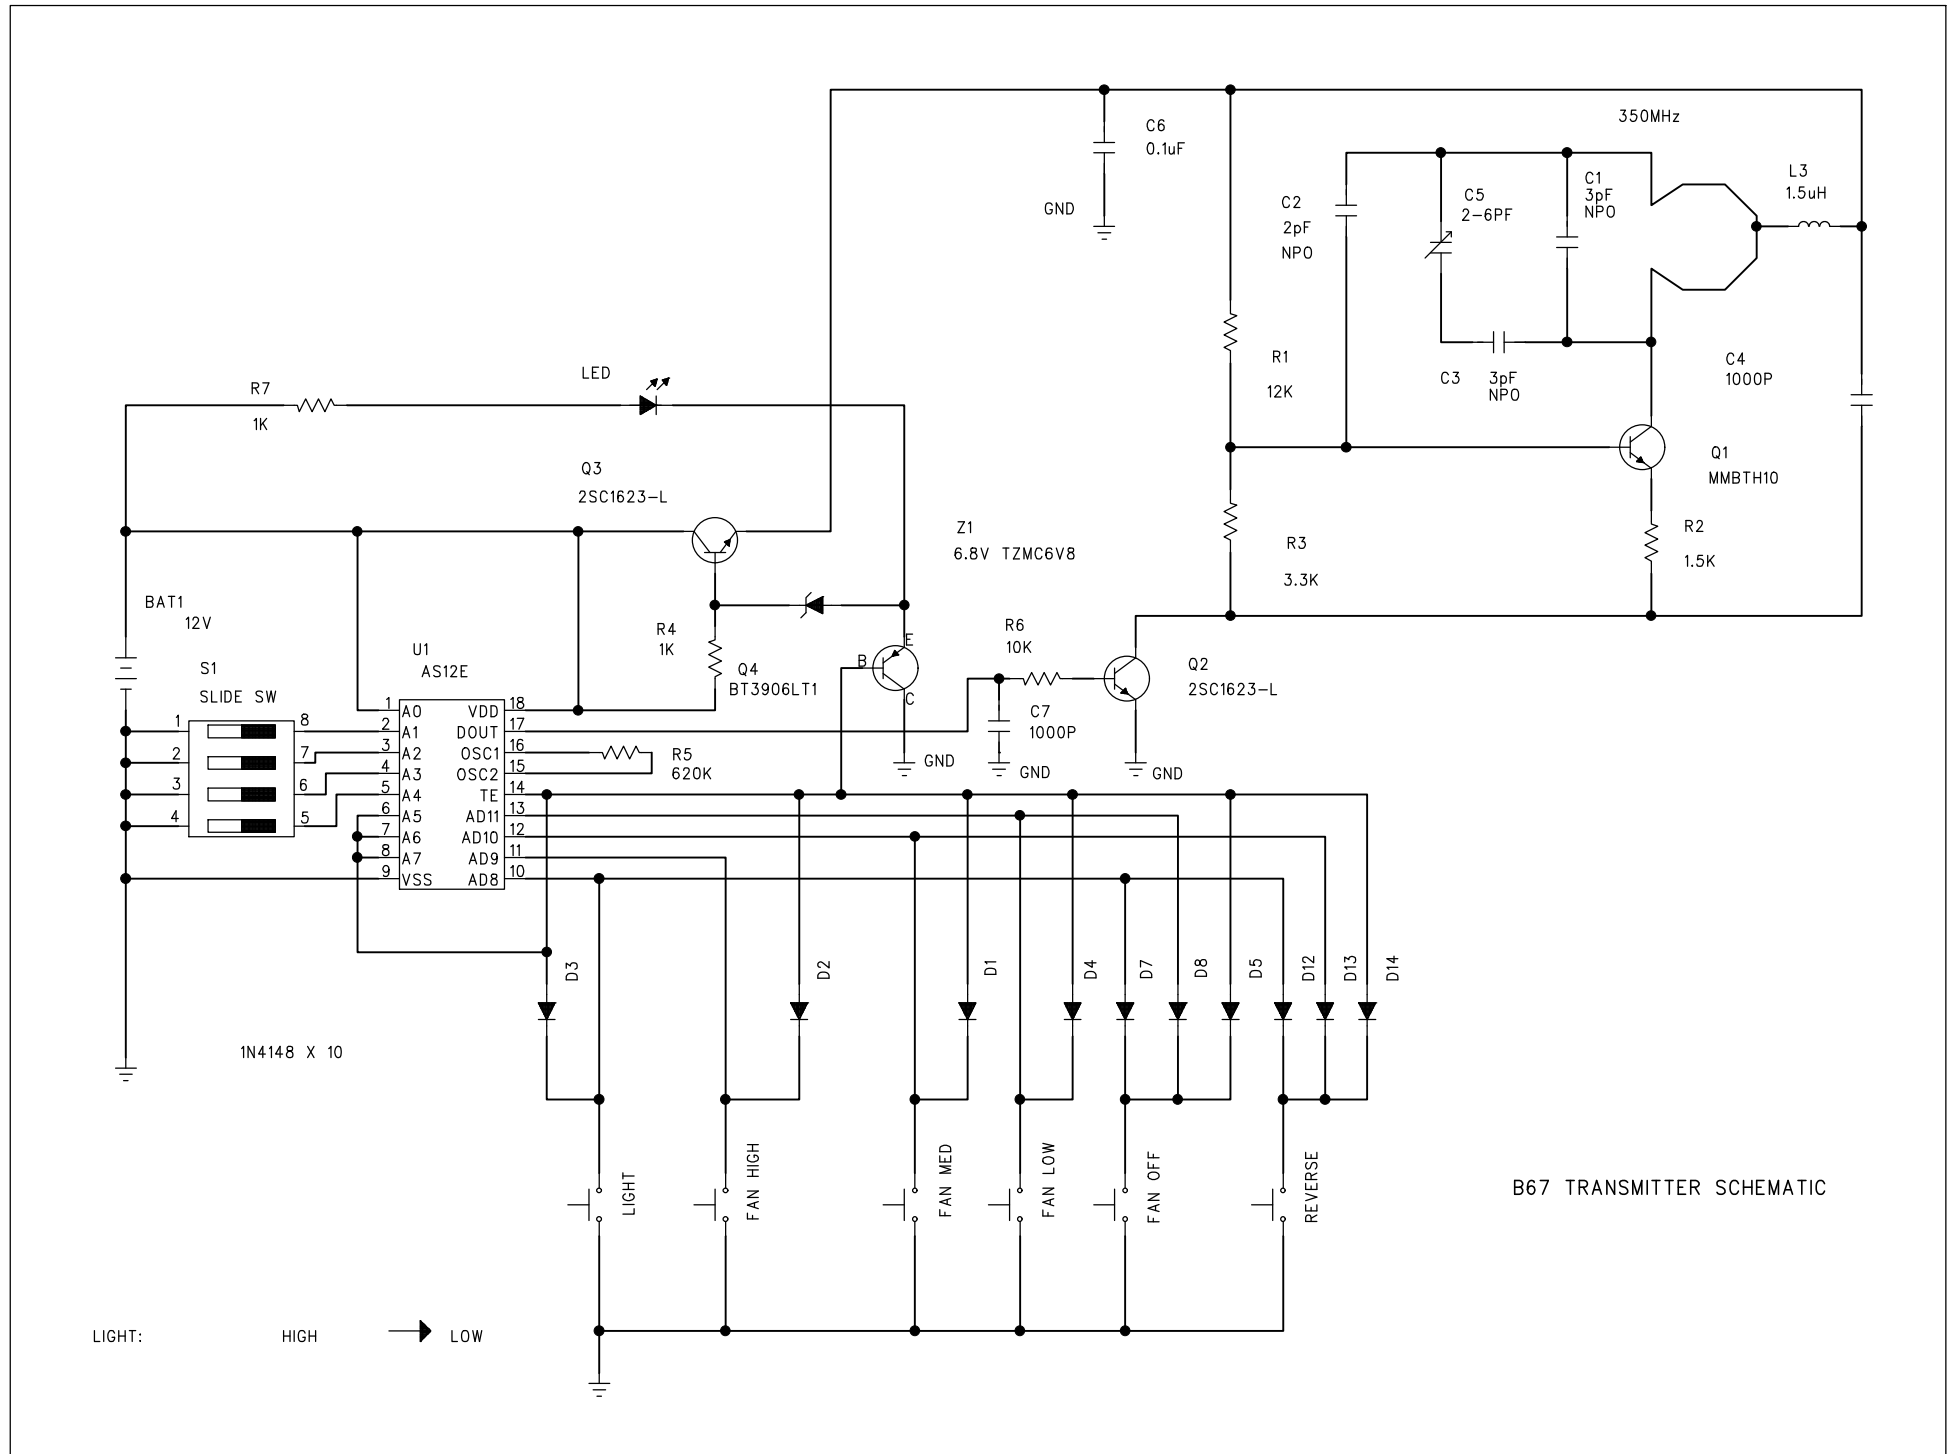 350MHz
C6
0.1uF
GND
C2
2pF
NPO
C5
2-6PF
C1
3pF
NPO
L3
1.5uH
R1
12K
C3
3pF
NPO
C4
1000P
R7
1K
LED
Q3
2SC1623-L
Q1
MMBTH10
Z1
6.8V TZMC6V8
R3
3.3K
R2
1.5K
BAT1
12V
S1
SLIDE SW
1
2
3
4
8
7
6
5
U1
AS12E
1 A0
2 A1
3 A2
4 A3
5 A4
6 A5
7 A6
8 A7
9 VSS
VDD 18
DOUT 17
OSC1 16
OSC2 15
TE 14
AD11 13
AD10 12
AD9 11
AD8 10
R4
1K
Q4
BT3906LT1
B
E
C
GND
R5
620K
R6
10K
C7
1000P
GND
Q2
2SC1623-L
GND
D3
D2
D1
D4
D7
D8
D5
D12
D13
D14
1N4148 X 10
LIGHT
FAN HIGH
FAN MED
FAN LOW
FAN OFF
REVERSE
B67 TRANSMITTER SCHEMATIC
LIGHT: HIGH LOW